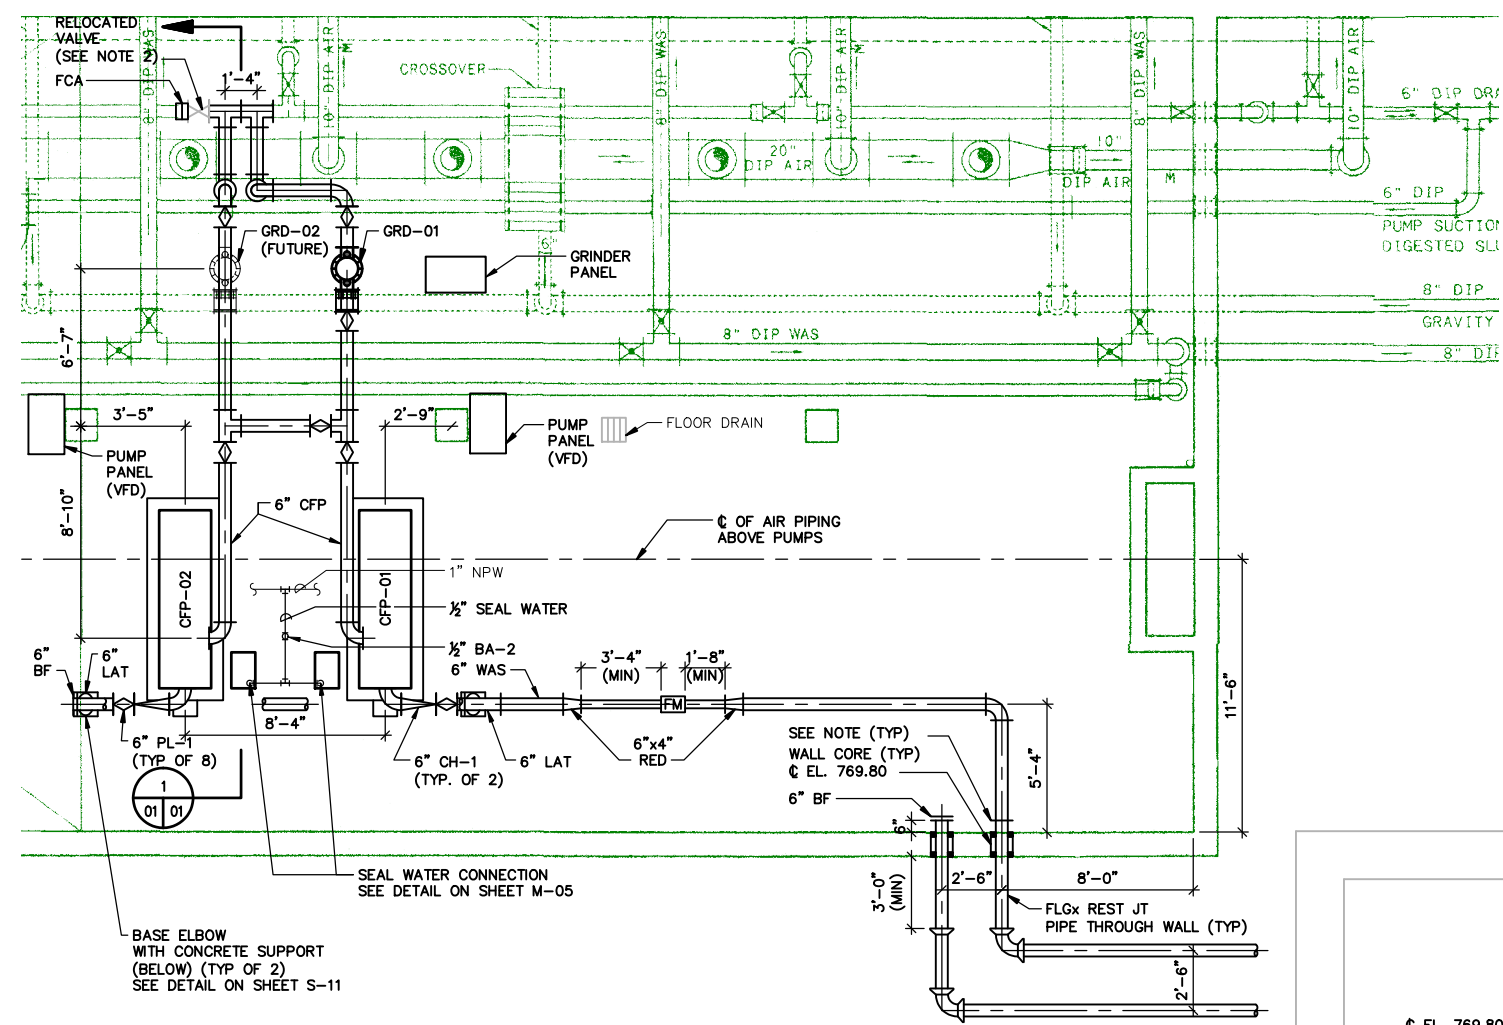 RELOCATED
VALVE
(SEE NOTE 2)
FCA
1'-4"
8" DIP WAS
10" DIP AIR
M
CROSSOVER
8" DIP WAS
10" DIP AIR
M
8" DIP WAS
10" DIP AIR
6" DIP DRA
20"
DIP AIR
10"
DIP AIR
M
6" DIP
PUMP SUCTION
DIGESTED SLU
GRD-02
(FUTURE)
GRD-01
6"
GRINDER
PANEL
8" DIP
GRAVITY
8" DIP WAS
8" DIP
6'-7"
3'-5"
2'-9"
PUMP
PANEL
(VFD)
FLOOR DRAIN
PUMP
PANEL
(VFD)
8'-10"
6" CFP
℄ OF AIR PIPING
ABOVE PUMPS
CFP-02
CFP-01
1" NPW
½" SEAL WATER
½" BA-2
6" WAS
6"
BF
6"
LAT
3'-4"
(MIN)
1'-8"
(MIN)
FM
11'-6"
8'-4"
6" PL-1
(TYP OF 8)
6" CH-1
(TYP. OF 2)
6" LAT
6"x4"
RED
SEE NOTE (TYP)
WALL CORE (TYP)
℄ EL. 769.80
6" BF
5'-4"
1
01
01
6"
SEAL WATER CONNECTION
SEE DETAIL ON SHEET M-05
3'-0"
(MIN)
2'-6"
8'-0"
FLGx REST JT
PIPE THROUGH WALL (TYP)
BASE ELBOW
WITH CONCRETE SUPPORT
(BELOW) (TYP OF 2)
SEE DETAIL ON SHEET S-11
2'-6"
℄ EL. 769.80